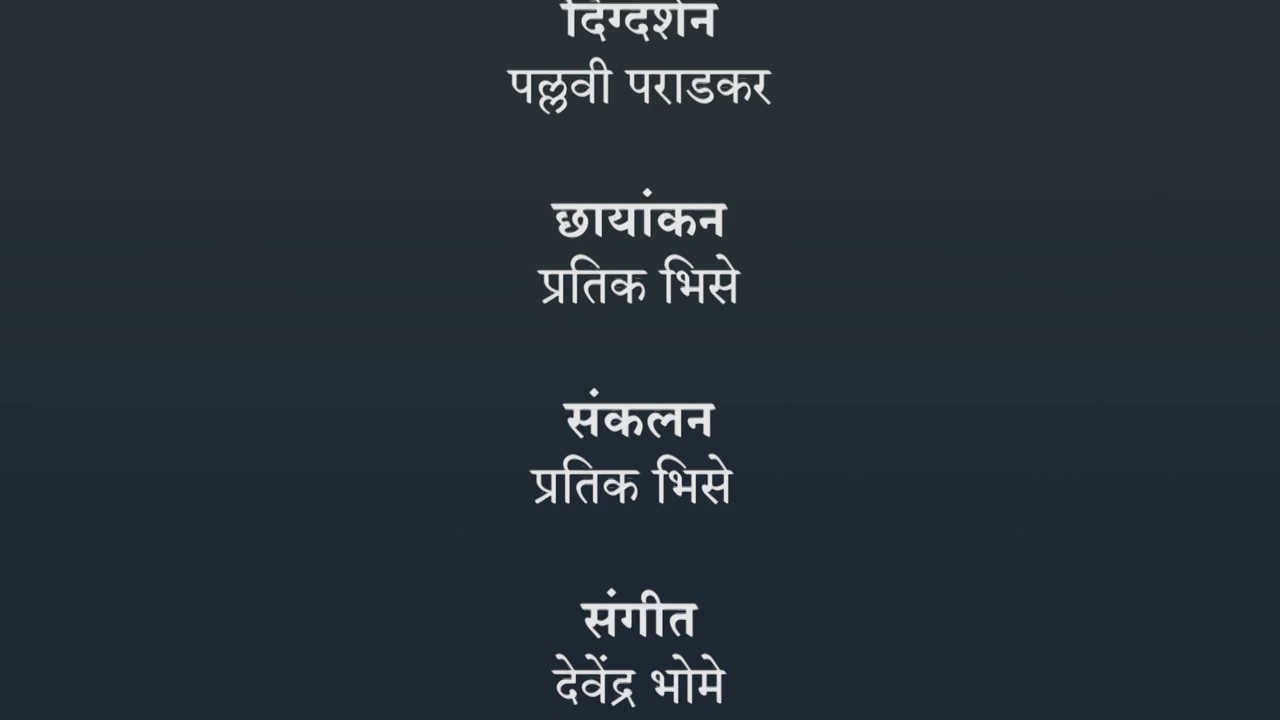 दिग्दर्शन
पल्लवी पराडकर
छायांकन
प्रतिक भिसे
संकलन
प्रतिक भिसे
संगीत
देवेंद्र भोमे